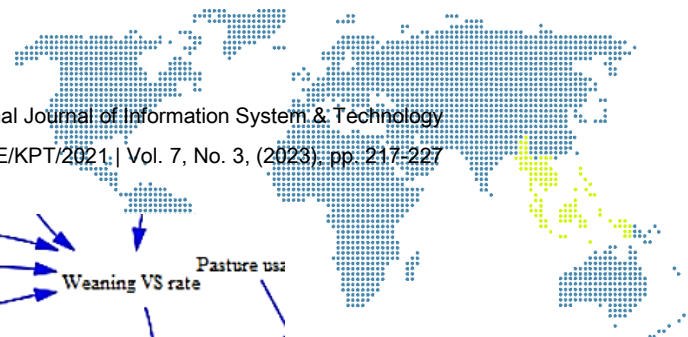 al Journal of Information System & Technology
E/KPT/2021 | Vol. 7, No. 3, (2023), pp. 217-227
Pasture usa
Weaning VS rate